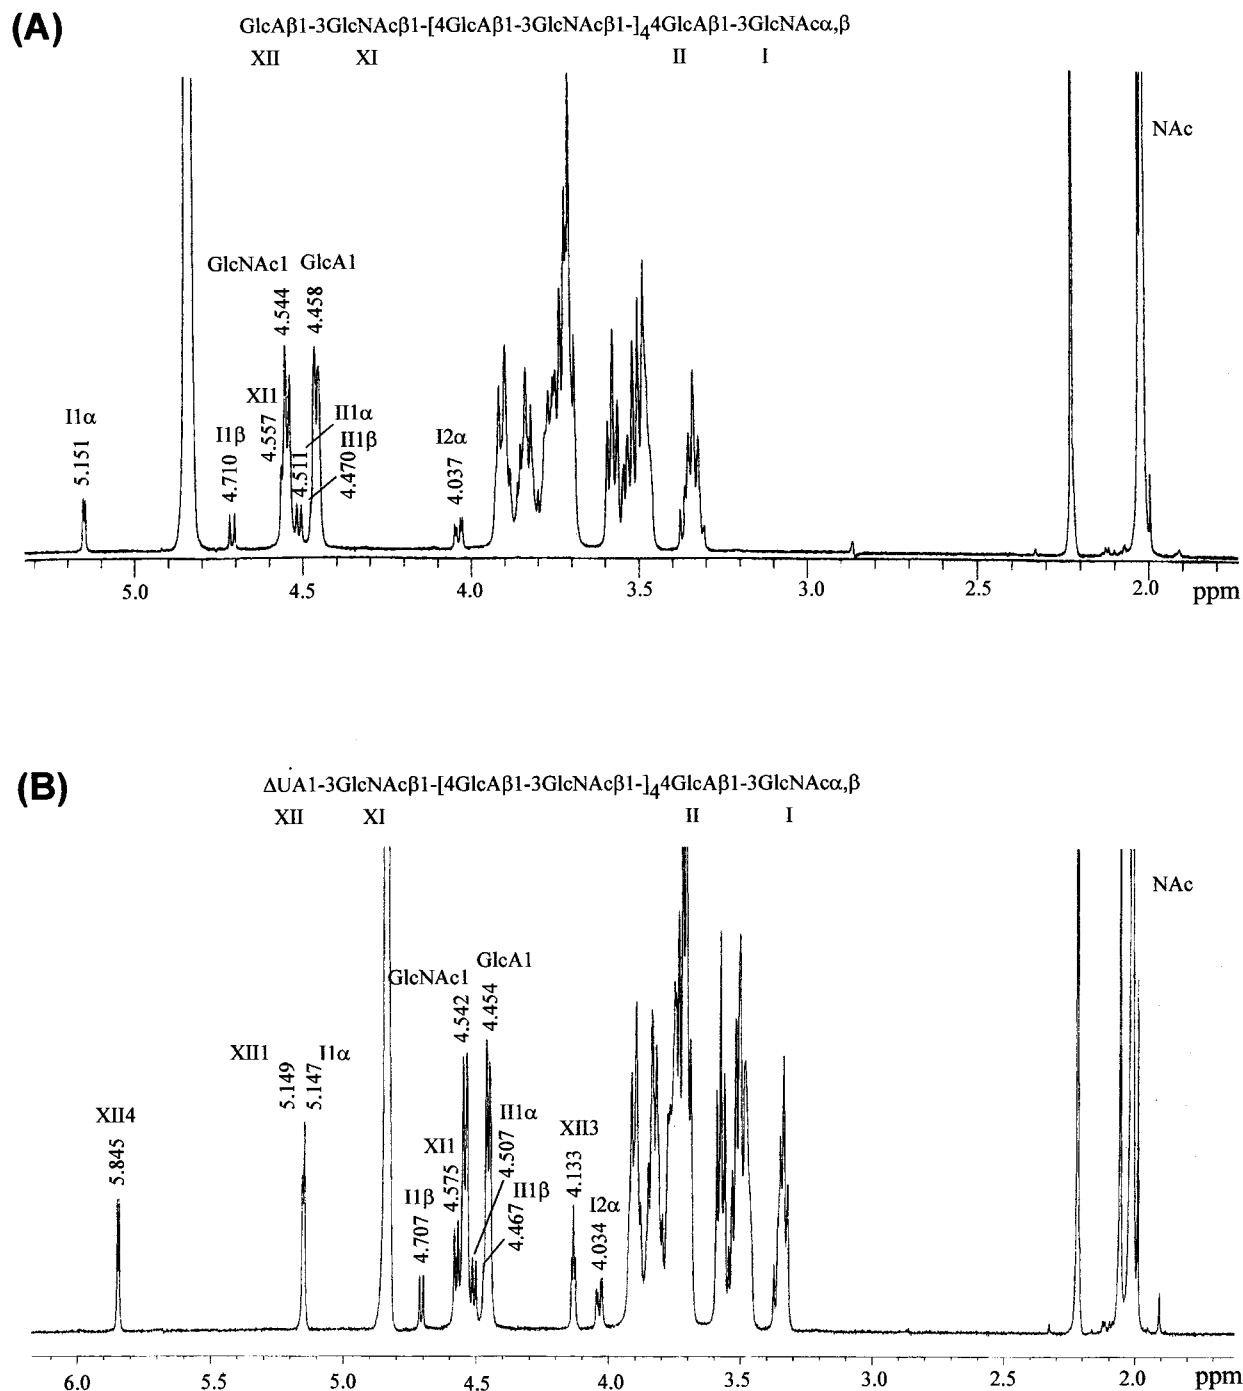 (A)
GlcAβ1-3GlcNAcβ1-[4GlcAβ1-3GlcNAcβ1-]44GlcAβ1-3GlcNAcα,β
XII XI II I
NAc
GlcNAc1 GlcA1
4.544 4.458
XI1
4.557
I1α
5.151
I1β
4.710
II1α
4.511
II1β
4.470
I2α
4.037
5.0 4.5 4.0 3.5 3.0 2.5 2.0 ppm
(B)
ΔUA1-3GlcNAcβ1-[4GlcAβ1-3GlcNAcβ1-]44GlcAβ1-3GlcNAcα,β
XII XI II I
NAc
GlcNAc1 GlcA1
4.542 4.454
XII1 I1α
5.149 5.147
XII4
5.845
I1β
4.707
XI1
4.575
II1α
4.507
II1β
4.467
XII3
4.133
I2α
4.034
6.0 5.5 5.0 4.5 4.0 3.5 3.0 2.5 2.0 ppm